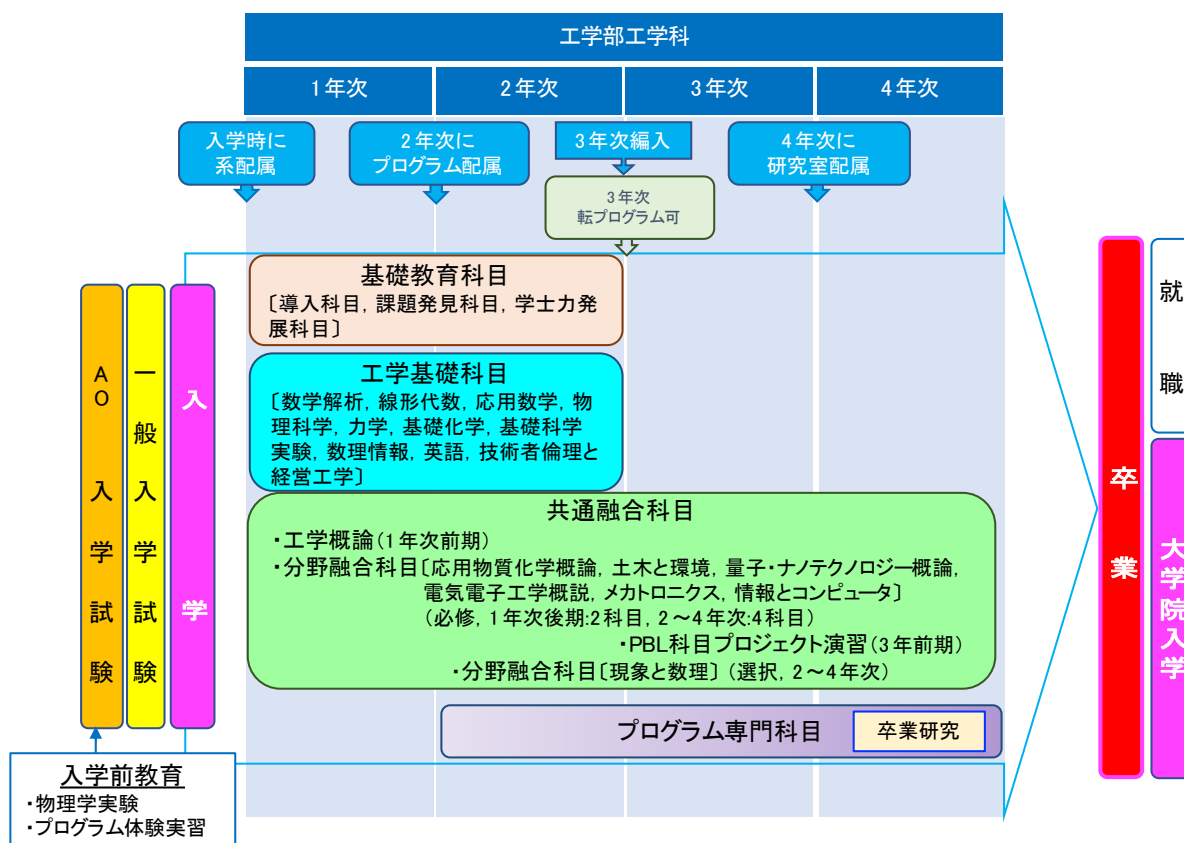 工学部工学科
1年次
2年次
3年次
4年次
入学時に
系配属
2年次に
プログラム配属
3年次編入
4年次に
研究室配属
3年次
転プログラム可
基礎教育科目
〔導入科目, 課題発見科目, 学士力発
展科目〕
工学基礎科目
〔数学解析, 線形代数, 応用数学, 物
理科学, 力学, 基礎化学, 基礎科学
実験, 数理情報, 英語, 技術者倫理と
経営工学〕
共通融合科目
・工学概論(1年次前期)
・分野融合科目〔応用物質化学概論, 土木と環境, 量子・ナノテクノロジー概論,
電気電子工学概説, メカトロニクス, 情報とコンピュータ〕
(必修, 1年次後期:2科目, 2～4年次:4科目)
・PBL科目プロジェクト演習(3年前期)
・分野融合科目〔現象と数理〕 (選択, 2～4年次)
プログラム専門科目
卒業研究
AO入学試験
一般入学試験
入学
入学前教育
・物理学実験
・プログラム体験実習
卒業
就職
大学院入学